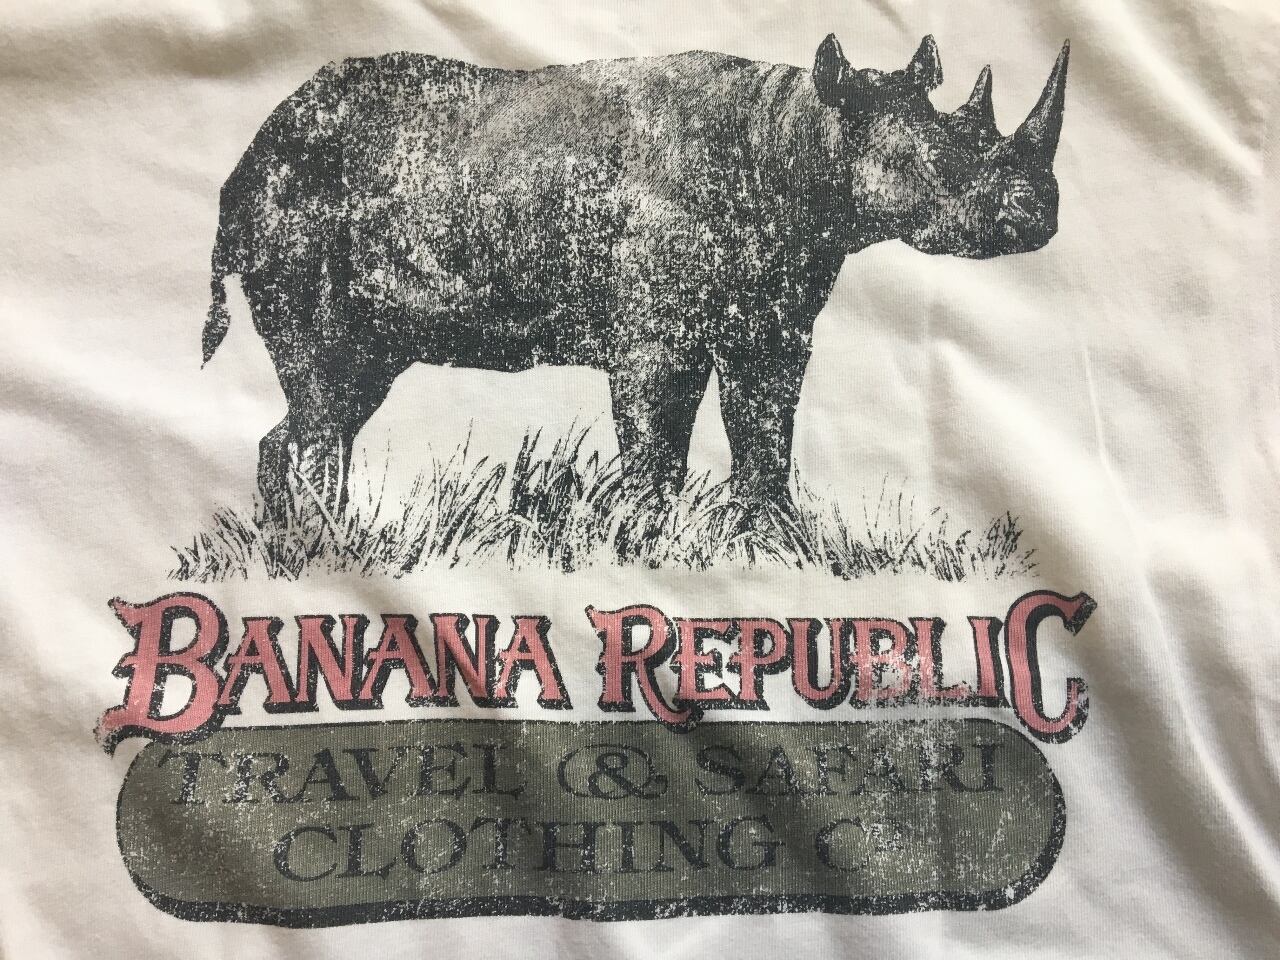 BANANA REPUBLIC
TRAVEL & SAFARI
CLOTHING Cº